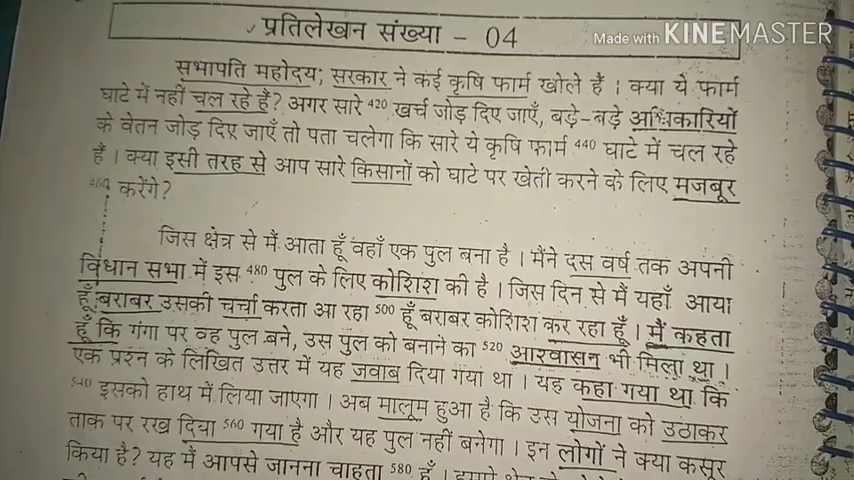 ✓ प्रतिलेखन संख्या – 04
Made with KINEMASTER
सभापति महोदय; सरकार ने कई कृषि फार्म खोले हैं । क्या ये फार्म
घाटे में नहीं चल रहे हैं? अगर सारे 420 खर्च जोड़ दिए जाएँ, बड़े-बड़े अधिकारियों
के वेतन जोड़ दिए जाएँ तो पता चलेगा कि सारे ये कृषि फार्म 440 घाटे में चल रहे
हैं । क्या इसी तरह से आप सारे किसानों को घाटे पर खेती करने के लिए मजबूर
460 करेंगे?
जिस क्षेत्र से मैं आता हूँ वहाँ एक पुल बना है । मैंने दस वर्ष तक अपनी
विधान सभा में इस 480 पुल के लिए कोशिश की है । जिस दिन से मैं यहाँ आया
हूँ बराबर उसकी चर्चा करता आ रहा 500 हूँ बराबर कोशिश कर रहा हूँ । मैं कहता
हूँ कि गंगा पर वह पुल बने, उस पुल को बनाने का 520 आश्वासन भी मिला था ।
एक प्रश्न के लिखित उत्तर में यह जवाब दिया गया था । यह कहा गया था कि
540 इसको हाथ में लिया जाएगा । अब मालूम हुआ है कि उस योजना को उठाकर
ताक पर रख दिया 560 गया है और यह पुल नहीं बनेगा । इन लोगों ने क्या कसूर
किया है? यह मैं आपसे जानना चाहता 580 हूँ ।